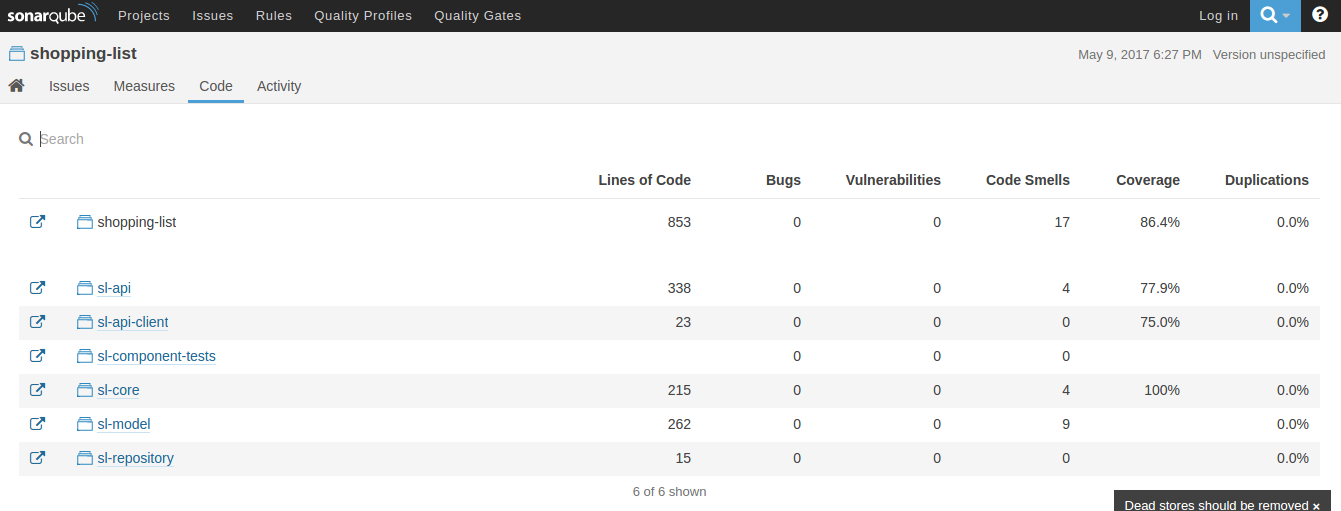 sonarqube Projects Issues Rules Quality Profiles Quality Gates Log in
shopping-list May 9, 2017 6:27 PM Version unspecified
Issues Measures Code Activity
Search
Lines of Code Bugs Vulnerabilities Code Smells Coverage Duplications
shopping-list 853 0 0 17 86.4% 0.0%
sl-api 338 0 0 4 77.9% 0.0%
sl-api-client 23 0 0 0 75.0% 0.0%
sl-component-tests 0 0 0
sl-core 215 0 0 4 100% 0.0%
sl-model 262 0 0 9 0.0%
sl-repository 15 0 0 0 0.0%
6 of 6 shown
Dead stores should be removed ×